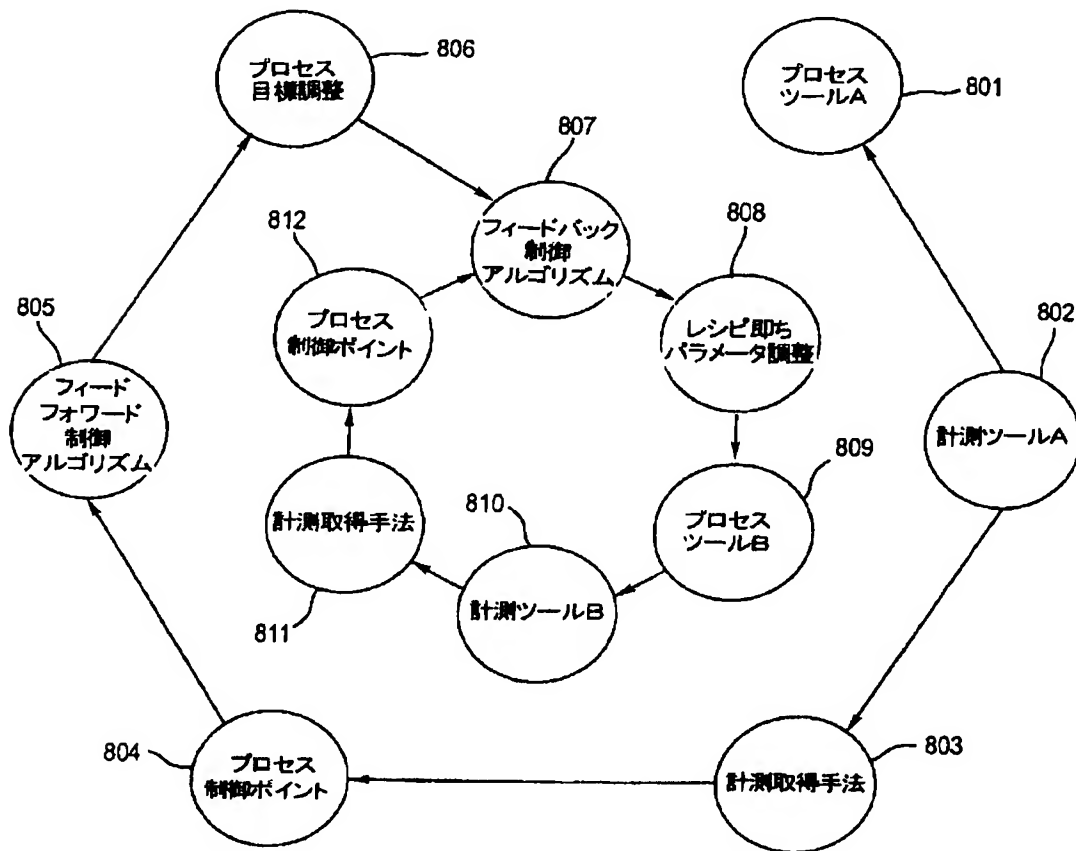 806
プロセス
目標調整
プロセス
ツールA
801
807
812
フィードバック
制御
アルゴリズム
808
プロセス
制御ポイント
レシピ即ち
パラメータ調整
805
802
フィード
フォワード
制御
アルゴリズム
計測ツールA
809
810
計測取得手法
プロセス
ツールB
計測ツールB
811
804
プロセス
制御ポイント
803
計測取得手法